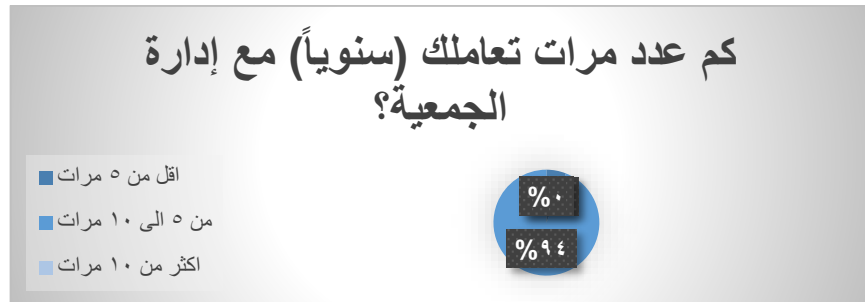 كم عدد مرات تعاملك (سنوياً) مع إدارة
الجمعية؟
اقل من ٥ مرات
من ٥ الى ١٠ مرات
اكثر من ١٠ مرات
%٠
%٩٤